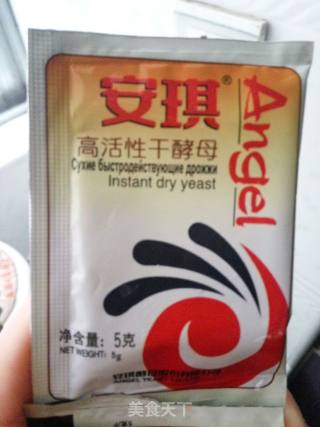 安琪®
Angel
高活性干酵母
Сухие быстродействующие дрожжи
Instant dry yeast
净含量: 5克
NET WEIGHT: 5g
美食天下